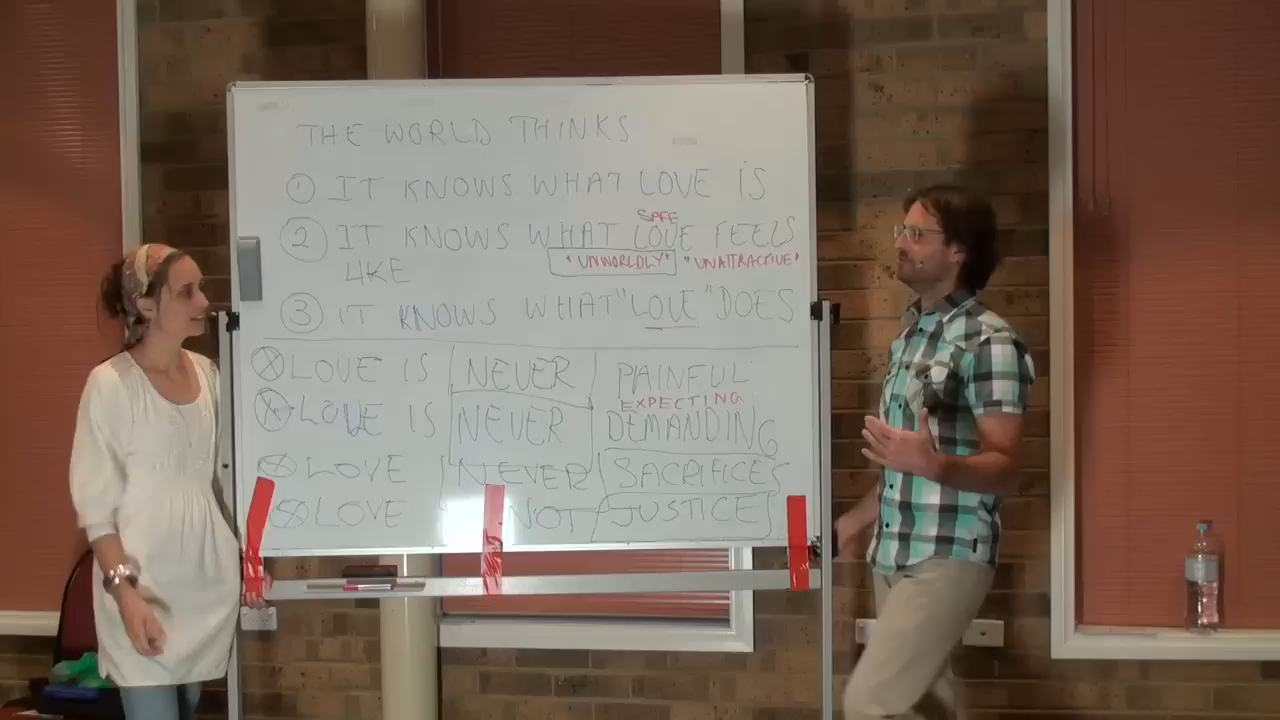 THE WORLD THINKS
① IT KNOWS WHAT LOVE IS
SAFE
② IT KNOWS WHAT LOVE FEELS
LIKE "UNWORLDLY" "UNATTRACTIVE"
③ IT KNOWS WHAT "LOVE" DOES
LOVE IS NEVER PAINFUL
EXPECTING
LOVE IS NEVER DEMANDING
LOVE NEVER SACRIFICES
LOVE NOT JUSTICE